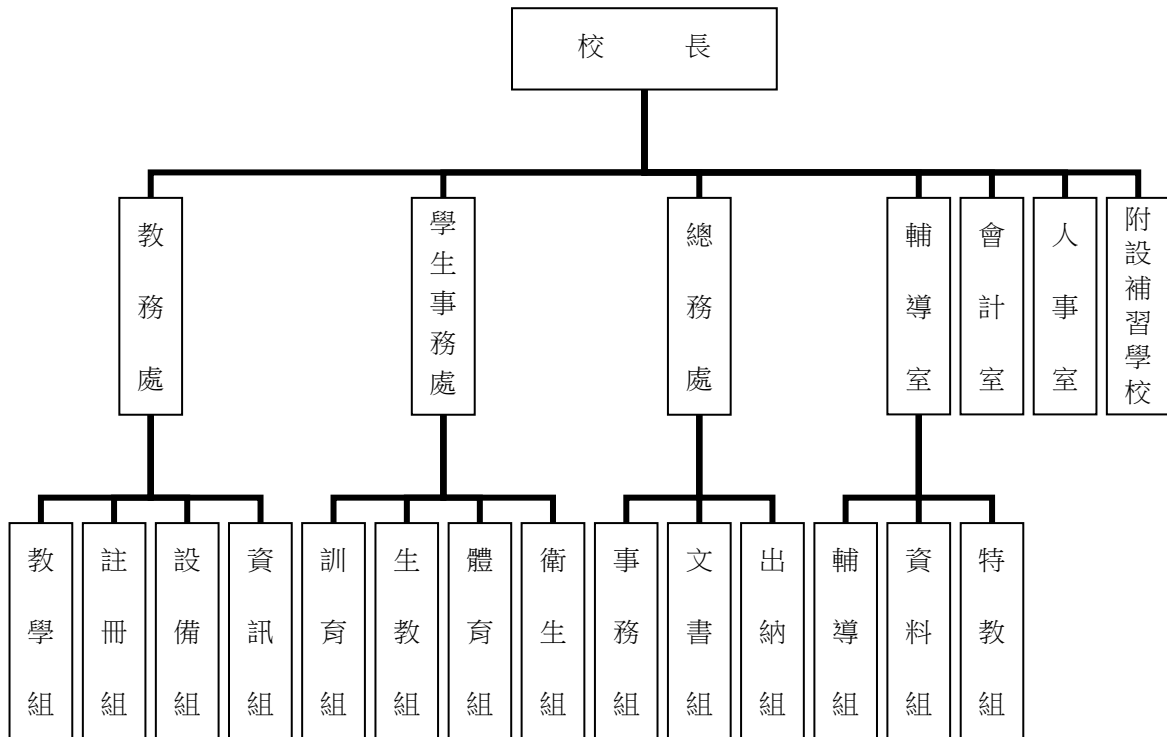 校長
教務處
學生事務處
總務處
輔導室
會計室
人事室
附設補習學校
教學組
註冊組
設備組
資訊組
訓育組
生教組
體育組
衛生組
事務組
文書組
出納組
輔導組
資料組
特教組